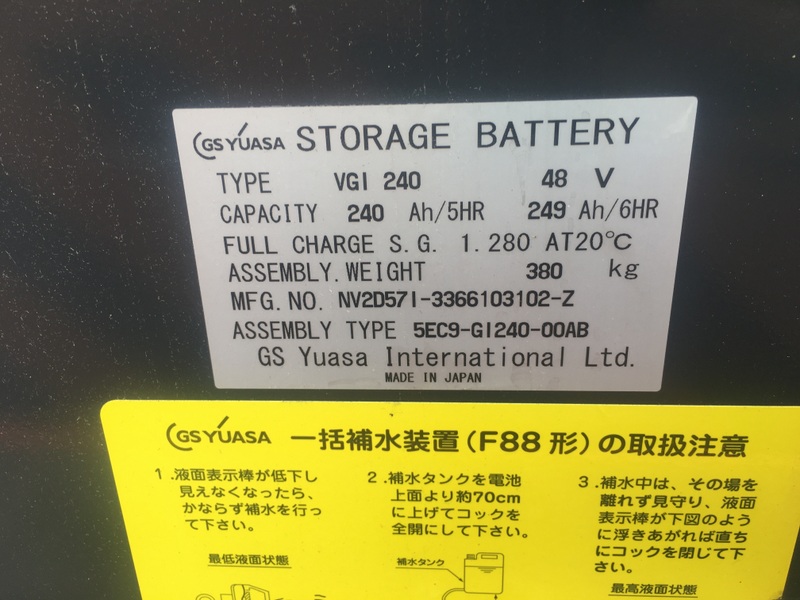 GS YUASA STORAGE BATTERY
TYPE VGI 240 48 V
CAPACITY 240 Ah/5HR 249 Ah/6HR
FULL CHARGE S.G. 1.280 AT20℃
ASSEMBLY.WEIGHT 380 kg
MFG.NO. NV2D571-3366103102-Z
ASSEMBLY TYPE 5EC9-GI240-00AB
GS Yuasa International Ltd.
MADE IN JAPAN
GS YUASA 一括補水装置(F88形)の取扱注意
1.液面表示棒が低下し
見えなくなったら、
かならず補水を行っ
て下さい。
最低液面状態
2.補水タンクを電池
上面より約70cm
に上げてコックを
全開にして下さい。
補水タンク
3.補水中は、その場を
離れず見守り、液面
表示棒が下図のよう
に浮きあがれば直ち
にコックを閉じて下
さい。
最高液面状態